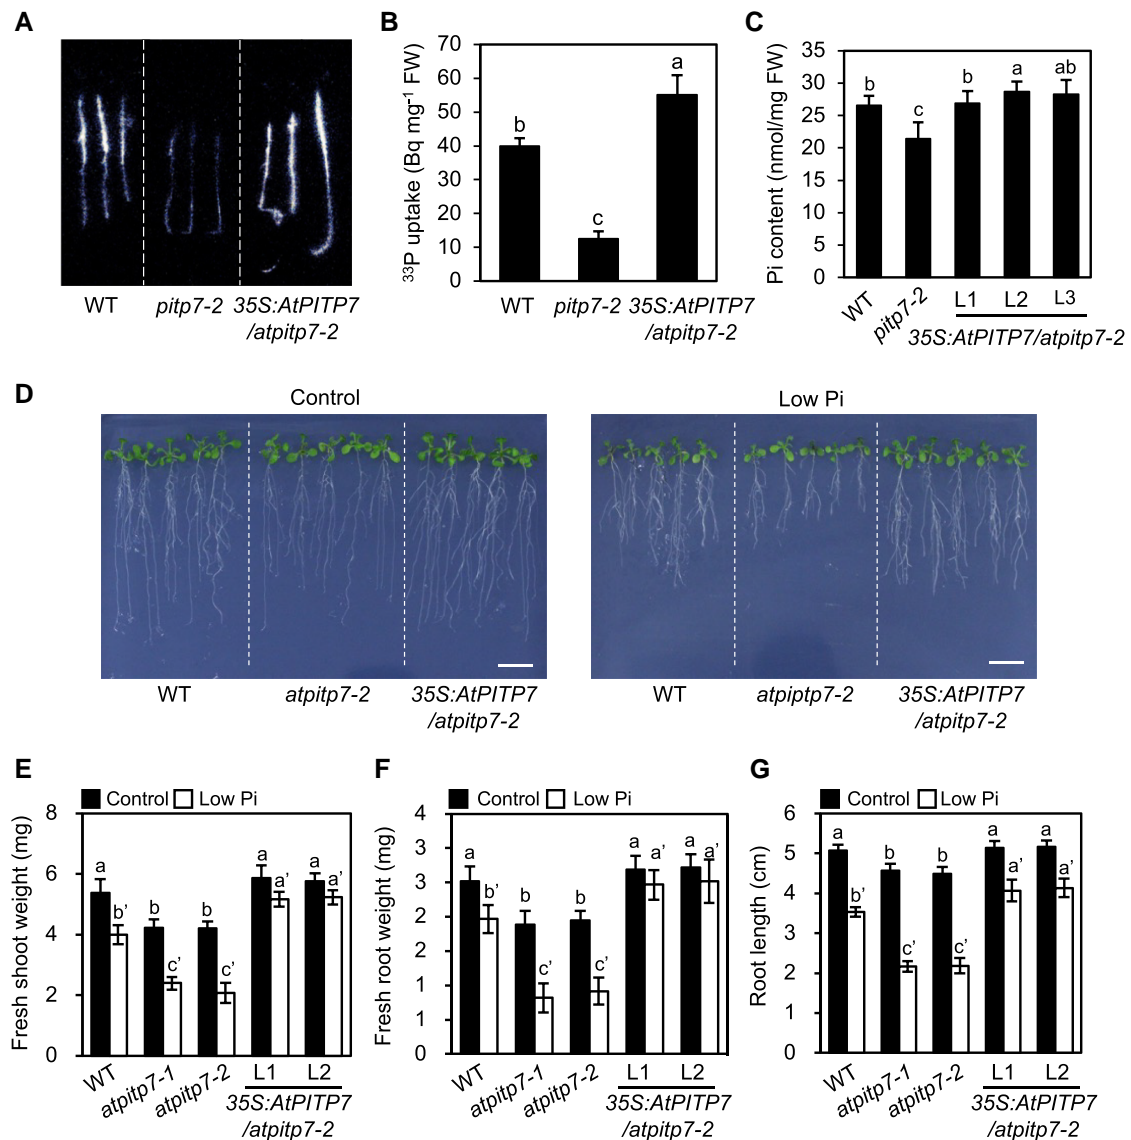 A
WT
pitp7-2
35S:AtPITP7
/atpitp7-2
B
³³P uptake (Bq mg⁻¹ FW)
70
60
50
40
30
20
10
0
b
c
a
WT
pitp7-2
35S:AtPITP7
/atpitp7-2
C
Pi content (nmol/mg FW)
35
30
25
20
15
10
5
0
b
c
b
a
ab
WT
pitp7-2
L1
L2
L3
35S:AtPITP7/atpitp7-2
D
Control
Low Pi
WT
atpitp7-2
35S:AtPITP7
/atpitp7-2
WT
atpiptp7-2
35S:AtPITP7
/atpitp7-2
E
Control
Low Pi
Fresh shoot weight (mg)
8
6
4
2
0
a
b’
b
c’
b
c’
a
a’
a
a’
WT
atpitp7-1
atpitp7-2
L1
L2
35S:AtPITP7
/atpitp7-2
F
Control
Low Pi
Fresh root weight (mg)
4
3
3
2
2
1
1
0
a
b’
b
c’
b
c’
a
a’
a
a’
WT
atpitp7-1
atpitp7-2
L1
L2
35S:AtPITP7
/atpitp7-2
G
Control
Low Pi
Root length (cm)
6
5
4
3
2
1
0
a
b’
b
c’
b
c’
a
a’
a
a’
WT
atpitp7-1
atpitp7-2
L1
L2
35S:AtPITP7
/atpitp7-2